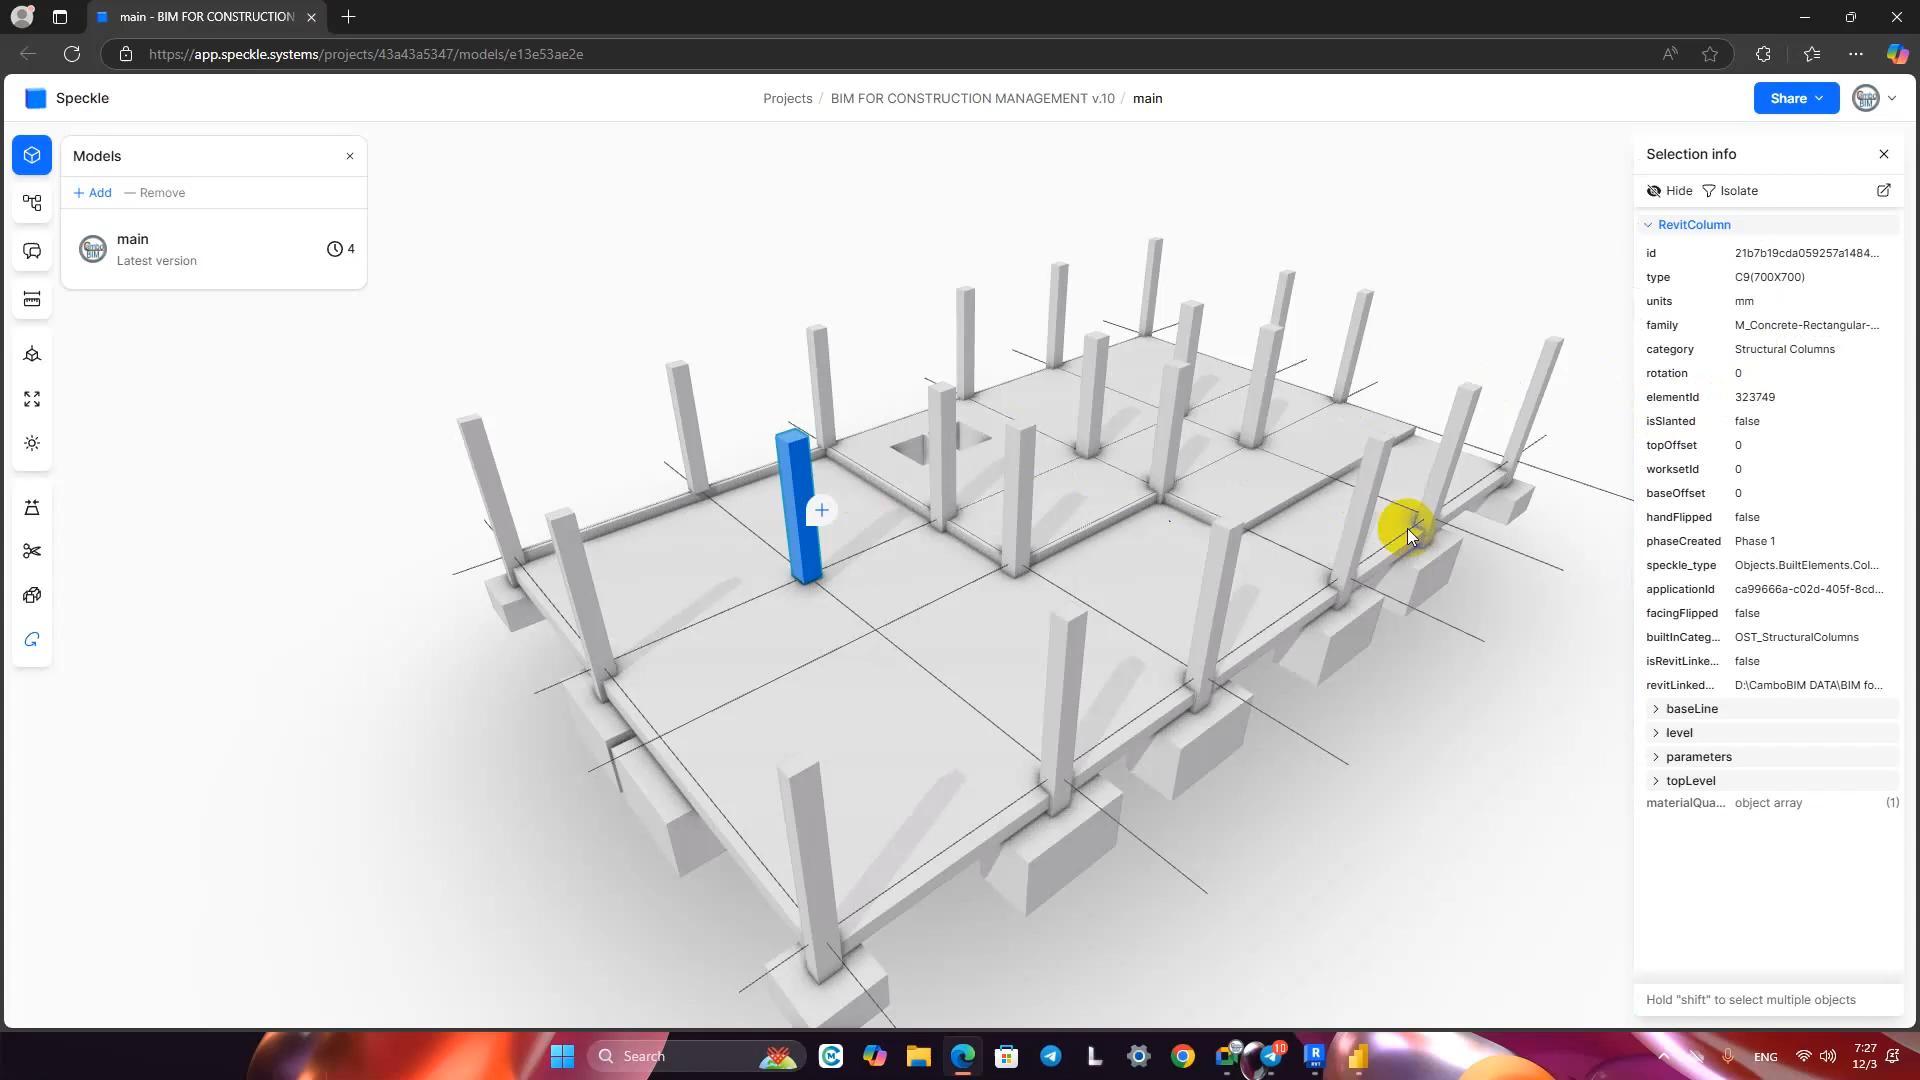 main - BIM FOR CONSTRUCTION
https://app.speckle.systems/projects/43a43a5347/models/e13e53ae2e
Speckle
Projects / BIM FOR CONSTRUCTION MANAGEMENT v.10 / main
Share
Models
Add
Remove
main
4
Latest version
Selection info
Hide
Isolate
RevitColumn
id 21b7b19cda059257a1484...
type C9(700X700)
units mm
family M_Concrete-Rectangular-...
category Structural Columns
rotation 0
elementId 323749
isSlanted false
topOffset 0
worksetId 0
baseOffset 0
handFlipped false
phaseCreated Phase 1
speckle_type Objects.BuiltElements.Col...
applicationId ca99666a-c02d-405f-8cd...
facingFlipped false
builtInCateg... OST_StructuralColumns
isRevitLinke... false
revitLinked... D:\CamboBIM DATA\BIM fo...
baseLine
level
parameters
topLevel
materialQua... object array (1)
Hold "shift" to select multiple objects
Search
10
ENG
7:27
12/3